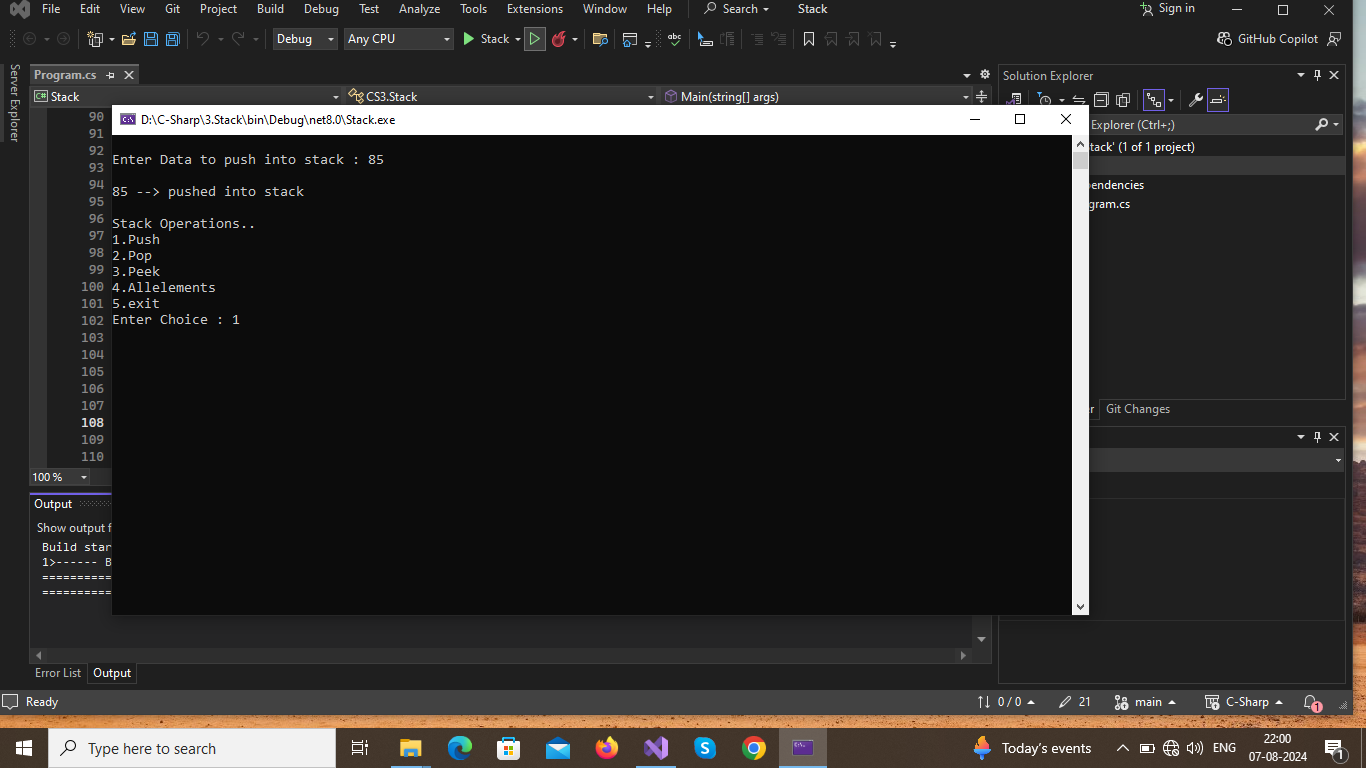 File Edit View Git Project Build Debug Test Analyze Tools Extensions Window Help Search Stack Sign in
Debug Any CPU Stack GitHub Copilot
Server Explorer
Program.cs
Stack CS3.Stack Main(string[] args)
90
91
92
93
94
95
96
97
98
99
100
101
102
103
104
105
106
107
108
109
110
100 %
D:\C-Sharp\3.Stack\bin\Debug\net8.0\Stack.exe
Enter Data to push into stack : 85
85 --> pushed into stack
Stack Operations..
1.Push
2.Pop
3.Peek
4.Allelements
5.exit
Enter Choice : 1
Solution Explorer
Explorer (Ctrl+;)
tack' (1 of 1 project)
endencies
gram.cs
r Git Changes
Output
Show output f
Build star
1>------ B
===========
===========
Error List Output
Ready 0 / 0 21 main C-Sharp 1
Type here to search Today's events ENG 22:00
07-08-2024 1